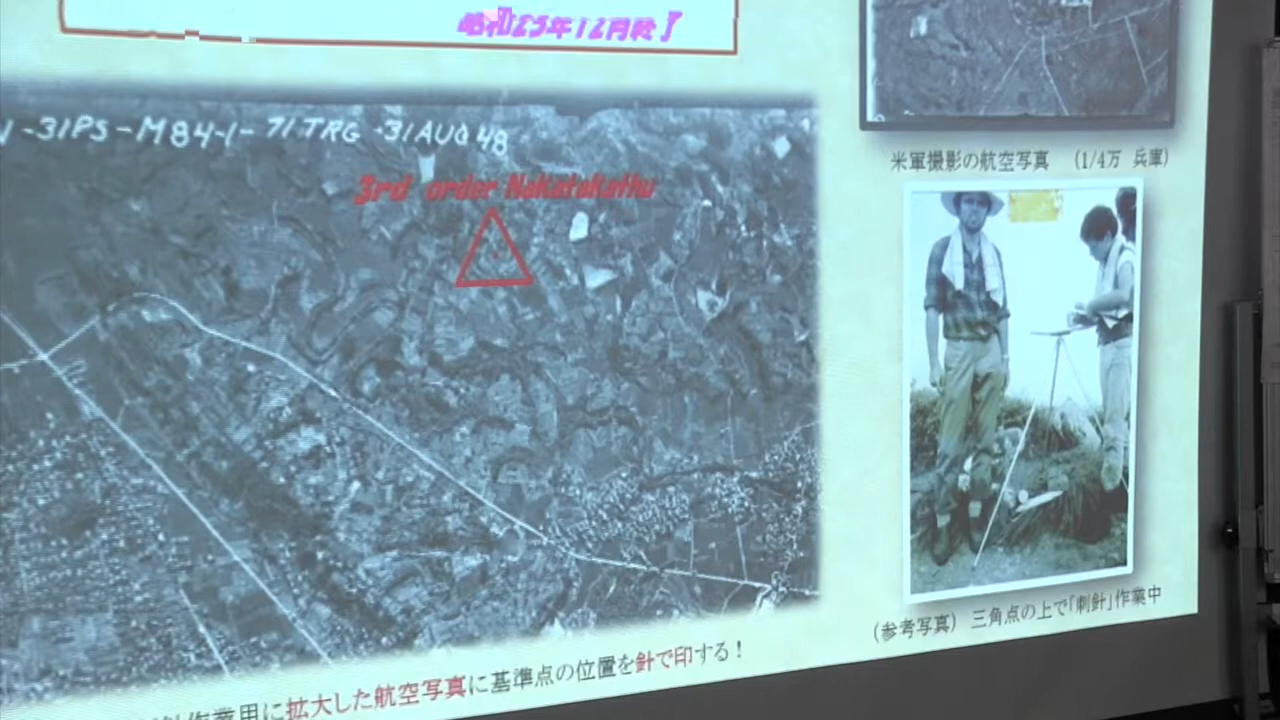 昭和25年12月終了
-31PS-M84-1-71TRG-31AUG48
3rd order Nakatakathu
米軍撮影の航空写真 (1/4万 兵庫)
(参考写真) 三角点の上で「刺針」作業中
作業用に拡大した航空写真に基準点の位置を針で印する！